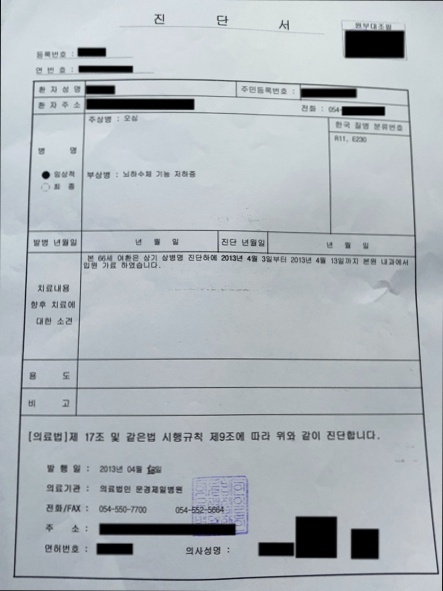 진 단 서
원부대조필
등록번호 :
연 번 호 :
환 자 성 명
주민등록번호 :
환 자 주 소
전화 : 054-
병 명
● 임상적
○ 최 종
주상병 : 오심
부상병 : 뇌하수체 기능 저하증
한국 질병 분류번호
R11, E230
발병 년월일
년 월 일
진단 년월일
년 월 일
치료내용
향후 치료에
대한 소견
본 66세 여환은 상기 상병명 진단하에 2013년 4월 3일부터 2013년 4월 13일까지 본원 내과에서
입원 가료 하였습니다.
용 도
비 고
[의료법]제 17조 및 같은법 시행규칙 제9조에 따라 위와 같이 진단합니다.
발 행 일 : 2013년 04월 일
의료기관 : 의료법인 문경제일병원
전화/FAX : 054-550-7700 054-552-5664
주 소 :
면허번호 :
의사성명 :